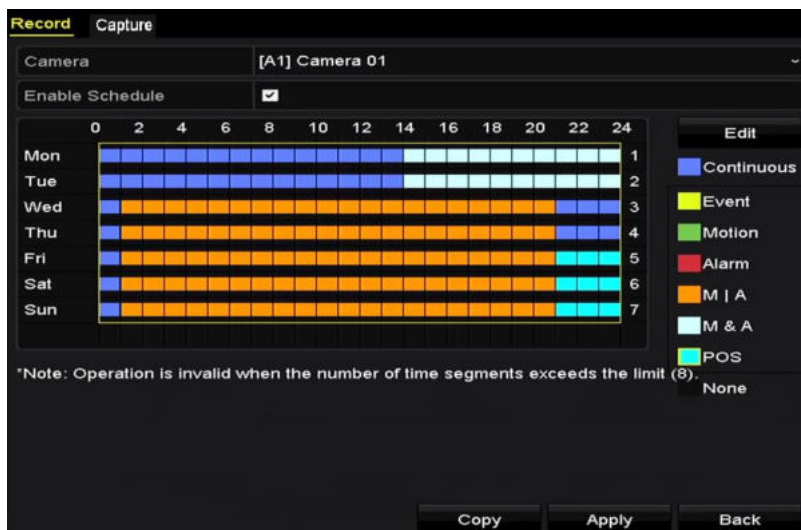 Record Capture
Camera [A1] Camera 01
Enable Schedule
0 2 4 6 8 10 12 14 16 18 20 22 24
Edit
Mon 1
Continuous
Tue 2
Wed 3
Event
Thu 4
Motion
Fri 5
Alarm
Sat 6
M | A
Sun 7
M & A
POS
*Note: Operation is invalid when the number of time segments exceeds the limit (8).
None
Copy Apply Back